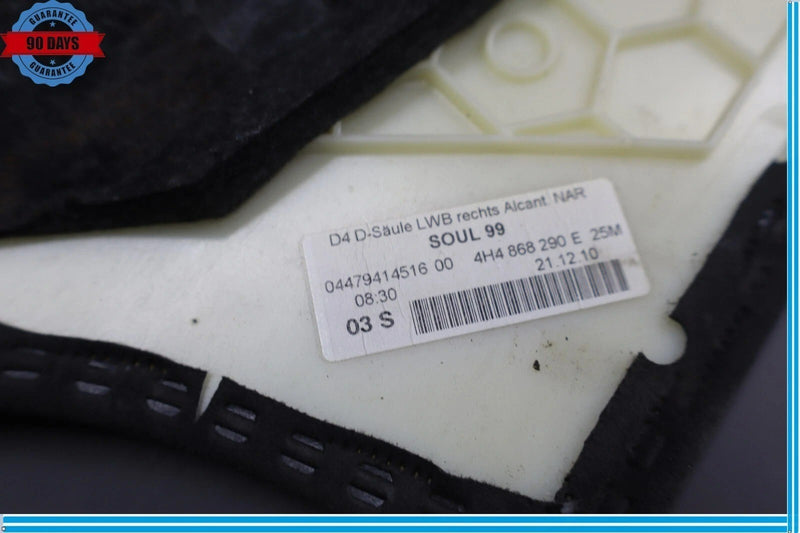 GUARANTEE
90 DAYS
GUARANTEE
D4 D-Säule LWB rechts Alcant. NAR
SOUL 99
04479414516 00 4H4 868 290 E 25M
08:30 21.12.10
03 S